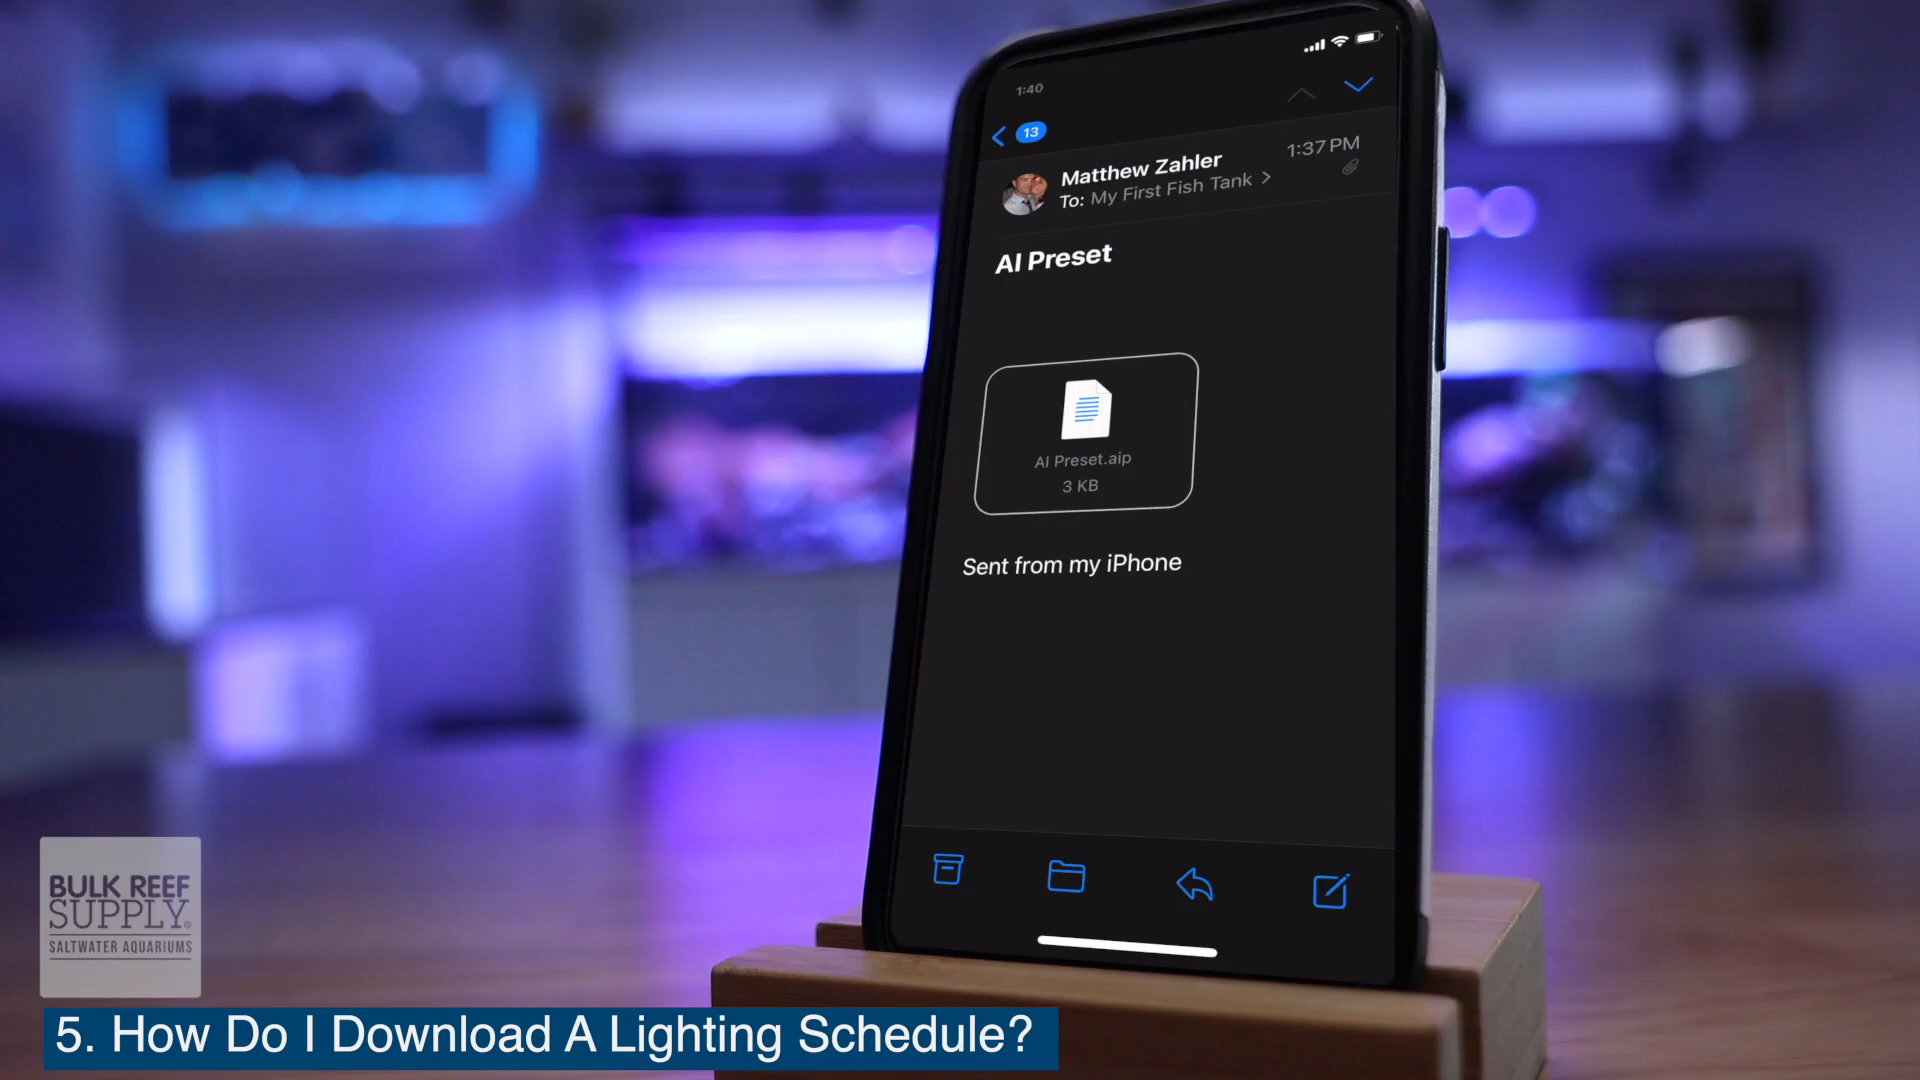 1:40
13
Matthew Zahler
1:37 PM
To: My First Fish Tank
AI Preset
AI Preset.aip
3 KB
Sent from my iPhone
BULK REEF
SUPPLY®
SALTWATER AQUARIUMS
5. How Do I Download A Lighting Schedule?